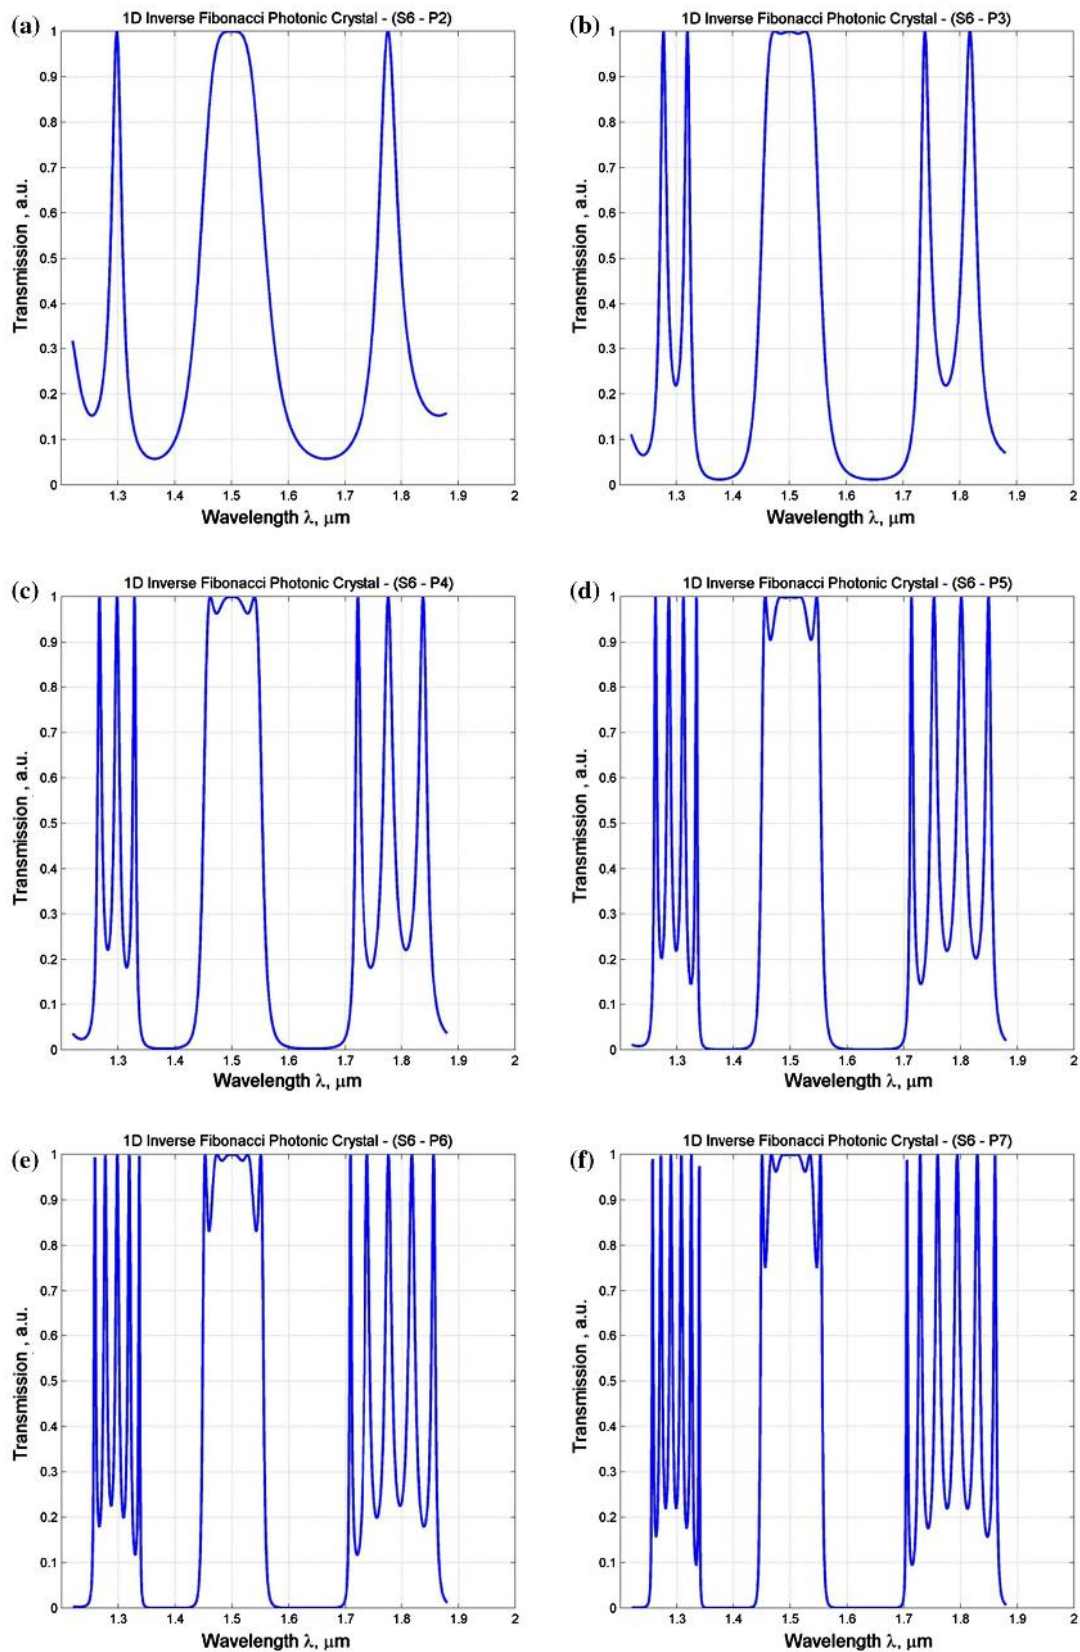 (a)
1D Inverse Fibonacci Photonic Crystal - (S6 - P2)
1
0.9
0.8
0.7
0.6
0.5
0.4
0.3
0.2
0.1
0
Transmission , a.u.
1.3 1.4 1.5 1.6 1.7 1.8 1.9 2
Wavelength λ, μm
(b)
1D Inverse Fibonacci Photonic Crystal - (S6 - P3)
1
0.9
0.8
0.7
0.6
0.5
0.4
0.3
0.2
0.1
0
Transmission , a.u.
1.3 1.4 1.5 1.6 1.7 1.8 1.9 2
Wavelength λ, μm
(c)
1D Inverse Fibonacci Photonic Crystal - (S6 - P4)
1
0.9
0.8
0.7
0.6
0.5
0.4
0.3
0.2
0.1
0
Transmission , a.u.
1.3 1.4 1.5 1.6 1.7 1.8 1.9 2
Wavelength λ, μm
(d)
1D Inverse Fibonacci Photonic Crystal - (S6 - P5)
1
0.9
0.8
0.7
0.6
0.5
0.4
0.3
0.2
0.1
0
Transmission , a.u.
1.3 1.4 1.5 1.6 1.7 1.8 1.9 2
Wavelength λ, μm
(e)
1D Inverse Fibonacci Photonic Crystal - (S6 - P6)
1
0.9
0.8
0.7
0.6
0.5
0.4
0.3
0.2
0.1
0
Transmission , a.u.
1.3 1.4 1.5 1.6 1.7 1.8 1.9 2
Wavelength λ, μm
(f)
1D Inverse Fibonacci Photonic Crystal - (S6 - P7)
1
0.9
0.8
0.7
0.6
0.5
0.4
0.3
0.2
0.1
0
Transmission , a.u.
1.3 1.4 1.5 1.6 1.7 1.8 1.9 2
Wavelength λ, μm